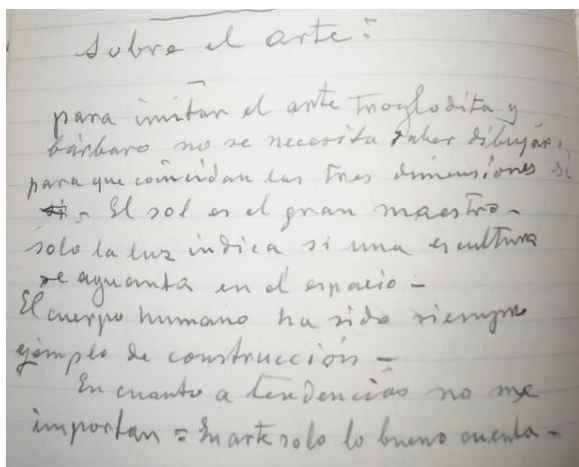 sobre el arte:
para imitar el arte troglodita y
bárbaro no se necesita saber dibujar,
para que coincidan las tres dimensiones sí
El sol es el gran maestro-
solo la luz indica si una escultura
se aguanta en el espacio-
El cuerpo humano ha sido siempre
ejemplo de construcción-
En cuanto a tendencias no me
importan = En arte solo lo bueno cuenta-